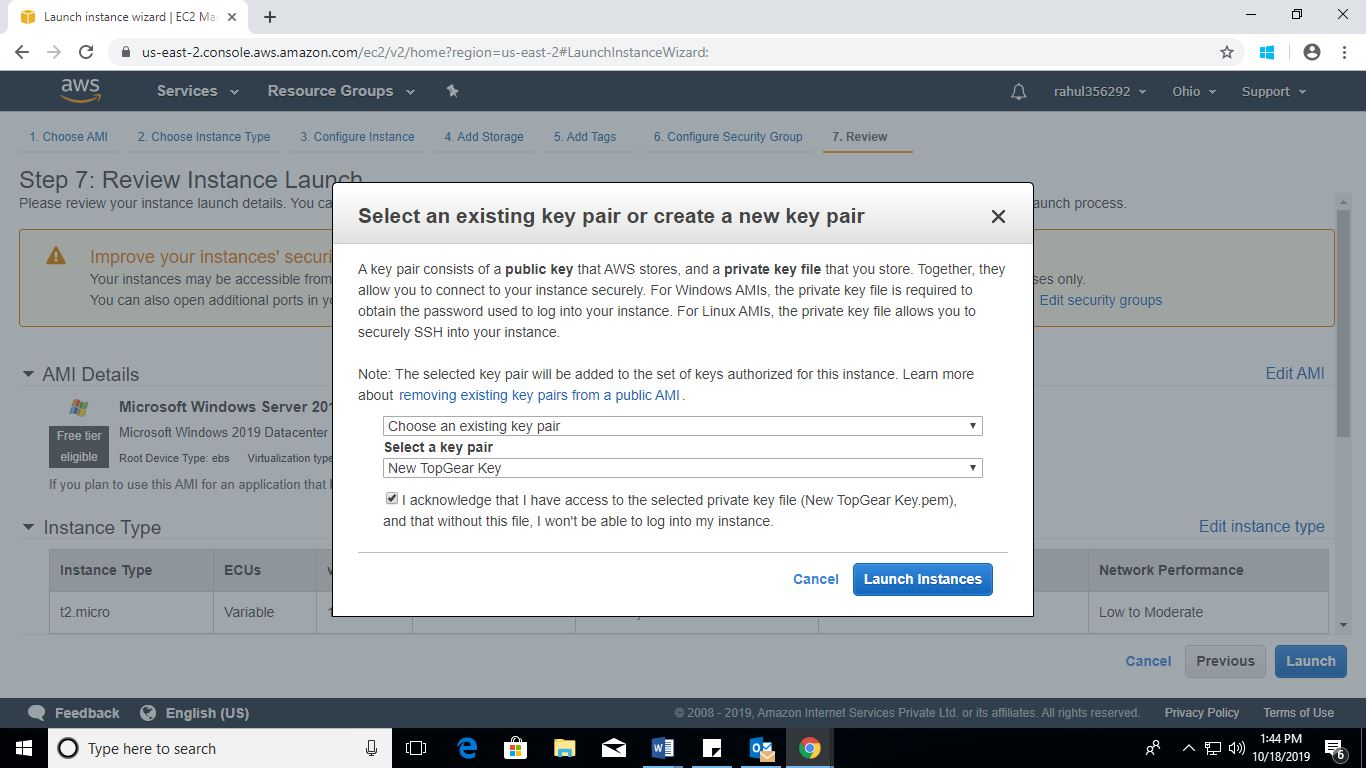 Launch instance wizard | EC2 Ma
us-east-2.console.aws.amazon.com/ec2/v2/home?region=us-east-2#LaunchInstanceWizard:
aws
Services
Resource Groups
rahul356292
Ohio
Support
1. Choose AMI
2. Choose Instance Type
3. Configure Instance
4. Add Storage
5. Add Tags
6. Configure Security Group
7. Review
Step 7: Review Instance Launch
Please review your instance launch details. You ca
aunch process.
Improve your instances' securi
Your instances may be accessible from
ses only.
You can also open additional ports in yo
Edit security groups
Select an existing key pair or create a new key pair
A key pair consists of a public key that AWS stores, and a private key file that you store. Together, they
allow you to connect to your instance securely. For Windows AMIs, the private key file is required to
obtain the password used to log into your instance. For Linux AMIs, the private key file allows you to
securely SSH into your instance.
Note: The selected key pair will be added to the set of keys authorized for this instance. Learn more
about removing existing key pairs from a public AMI.
Choose an existing key pair
Select a key pair
New TopGear Key
I acknowledge that I have access to the selected private key file (New TopGear Key.pem),
and that without this file, I won't be able to log into my instance.
Cancel
Launch Instances
AMI Details
Edit AMI
Microsoft Windows Server 201
Free tier
eligible
Microsoft Windows 2019 Datacenter
Root Device Type: ebs Virtualization type
If you plan to use this AMI for an application that
Instance Type
Edit instance type
Instance Type
ECUs
Network Performance
t2.micro
Variable
Low to Moderate
Cancel
Previous
Launch
Feedback
English (US)
© 2008 - 2019, Amazon Internet Services Private Ltd. or its affiliates. All rights reserved.
Privacy Policy
Terms of Use
Type here to search
1:44 PM
10/18/2019
6